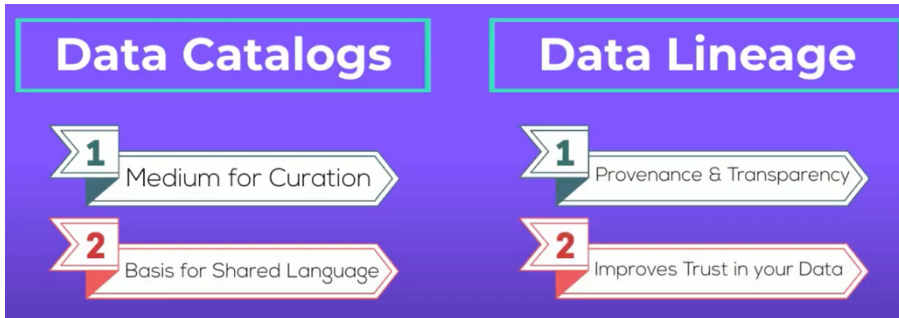 Data Catalogs
1
Medium for Curation
2
Basis for Shared Language
Data Lineage
1
Provenance & Transparency
2
Improves Trust in your Data